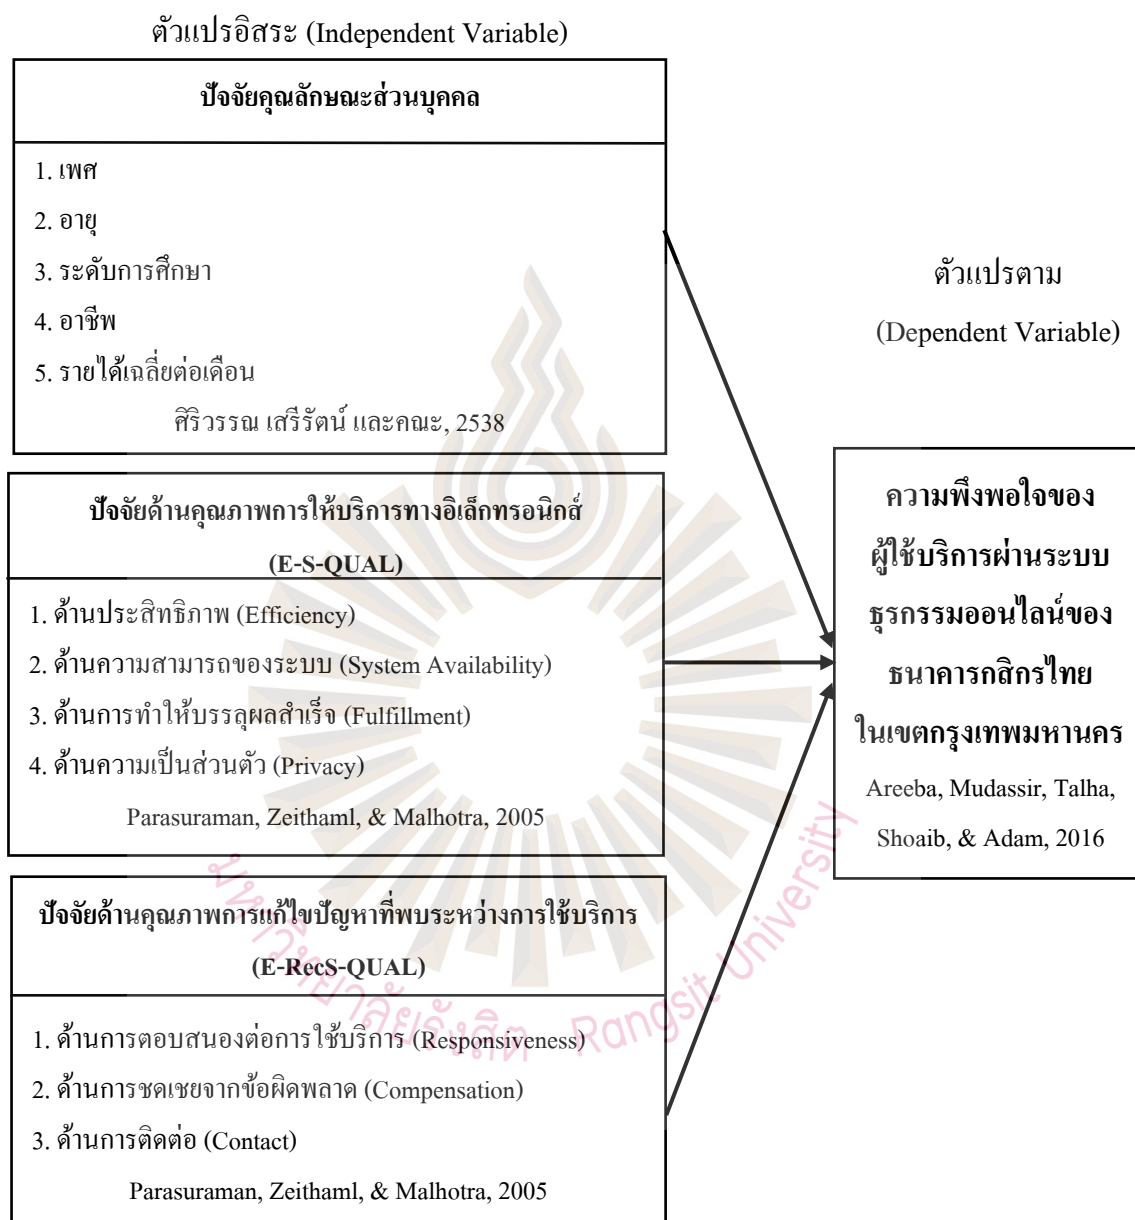 ตัวแปรอิสระ (Independent Variable)
ปัจจัยคุณลักษณะส่วนบุคคล
1. เพศ
2. อายุ
3. ระดับการศึกษา
4. อาชีพ
5. รายได้เฉลี่ยต่อเดือน
ศิริวรรณ เสรีรัตน์ และคณะ, 2538
ปัจจัยด้านคุณภาพการให้บริการทางอิเล็กทรอนิกส์
(E-S-QUAL)
1. ด้านประสิทธิภาพ (Efficiency)
2. ด้านความสามารถของระบบ (System Availability)
3. ด้านการทำให้บรรลุผลสำเร็จ (Fulfillment)
4. ด้านความเป็นส่วนตัว (Privacy)
Parasuraman, Zeithaml, & Malhotra, 2005
ปัจจัยด้านคุณภาพการแก้ไขปัญหาที่พบระหว่างการใช้บริการ
(E-RecS-QUAL)
1. ด้านการตอบสนองต่อการใช้บริการ (Responsiveness)
2. ด้านการชดเชยจากข้อผิดพลาด (Compensation)
3. ด้านการติดต่อ (Contact)
Parasuraman, Zeithaml, & Malhotra, 2005
ตัวแปรตาม
(Dependent Variable)
ความพึงพอใจของ
ผู้ใช้บริการผ่านระบบ
ธุรกรรมออนไลน์ของ
ธนาคารกสิกรไทย
ในเขตกรุงเทพมหานคร
Areeba, Mudassir, Talha,
Shoaib, & Adam, 2016
มหาวิทยาลัยรังสิต Rangsit University